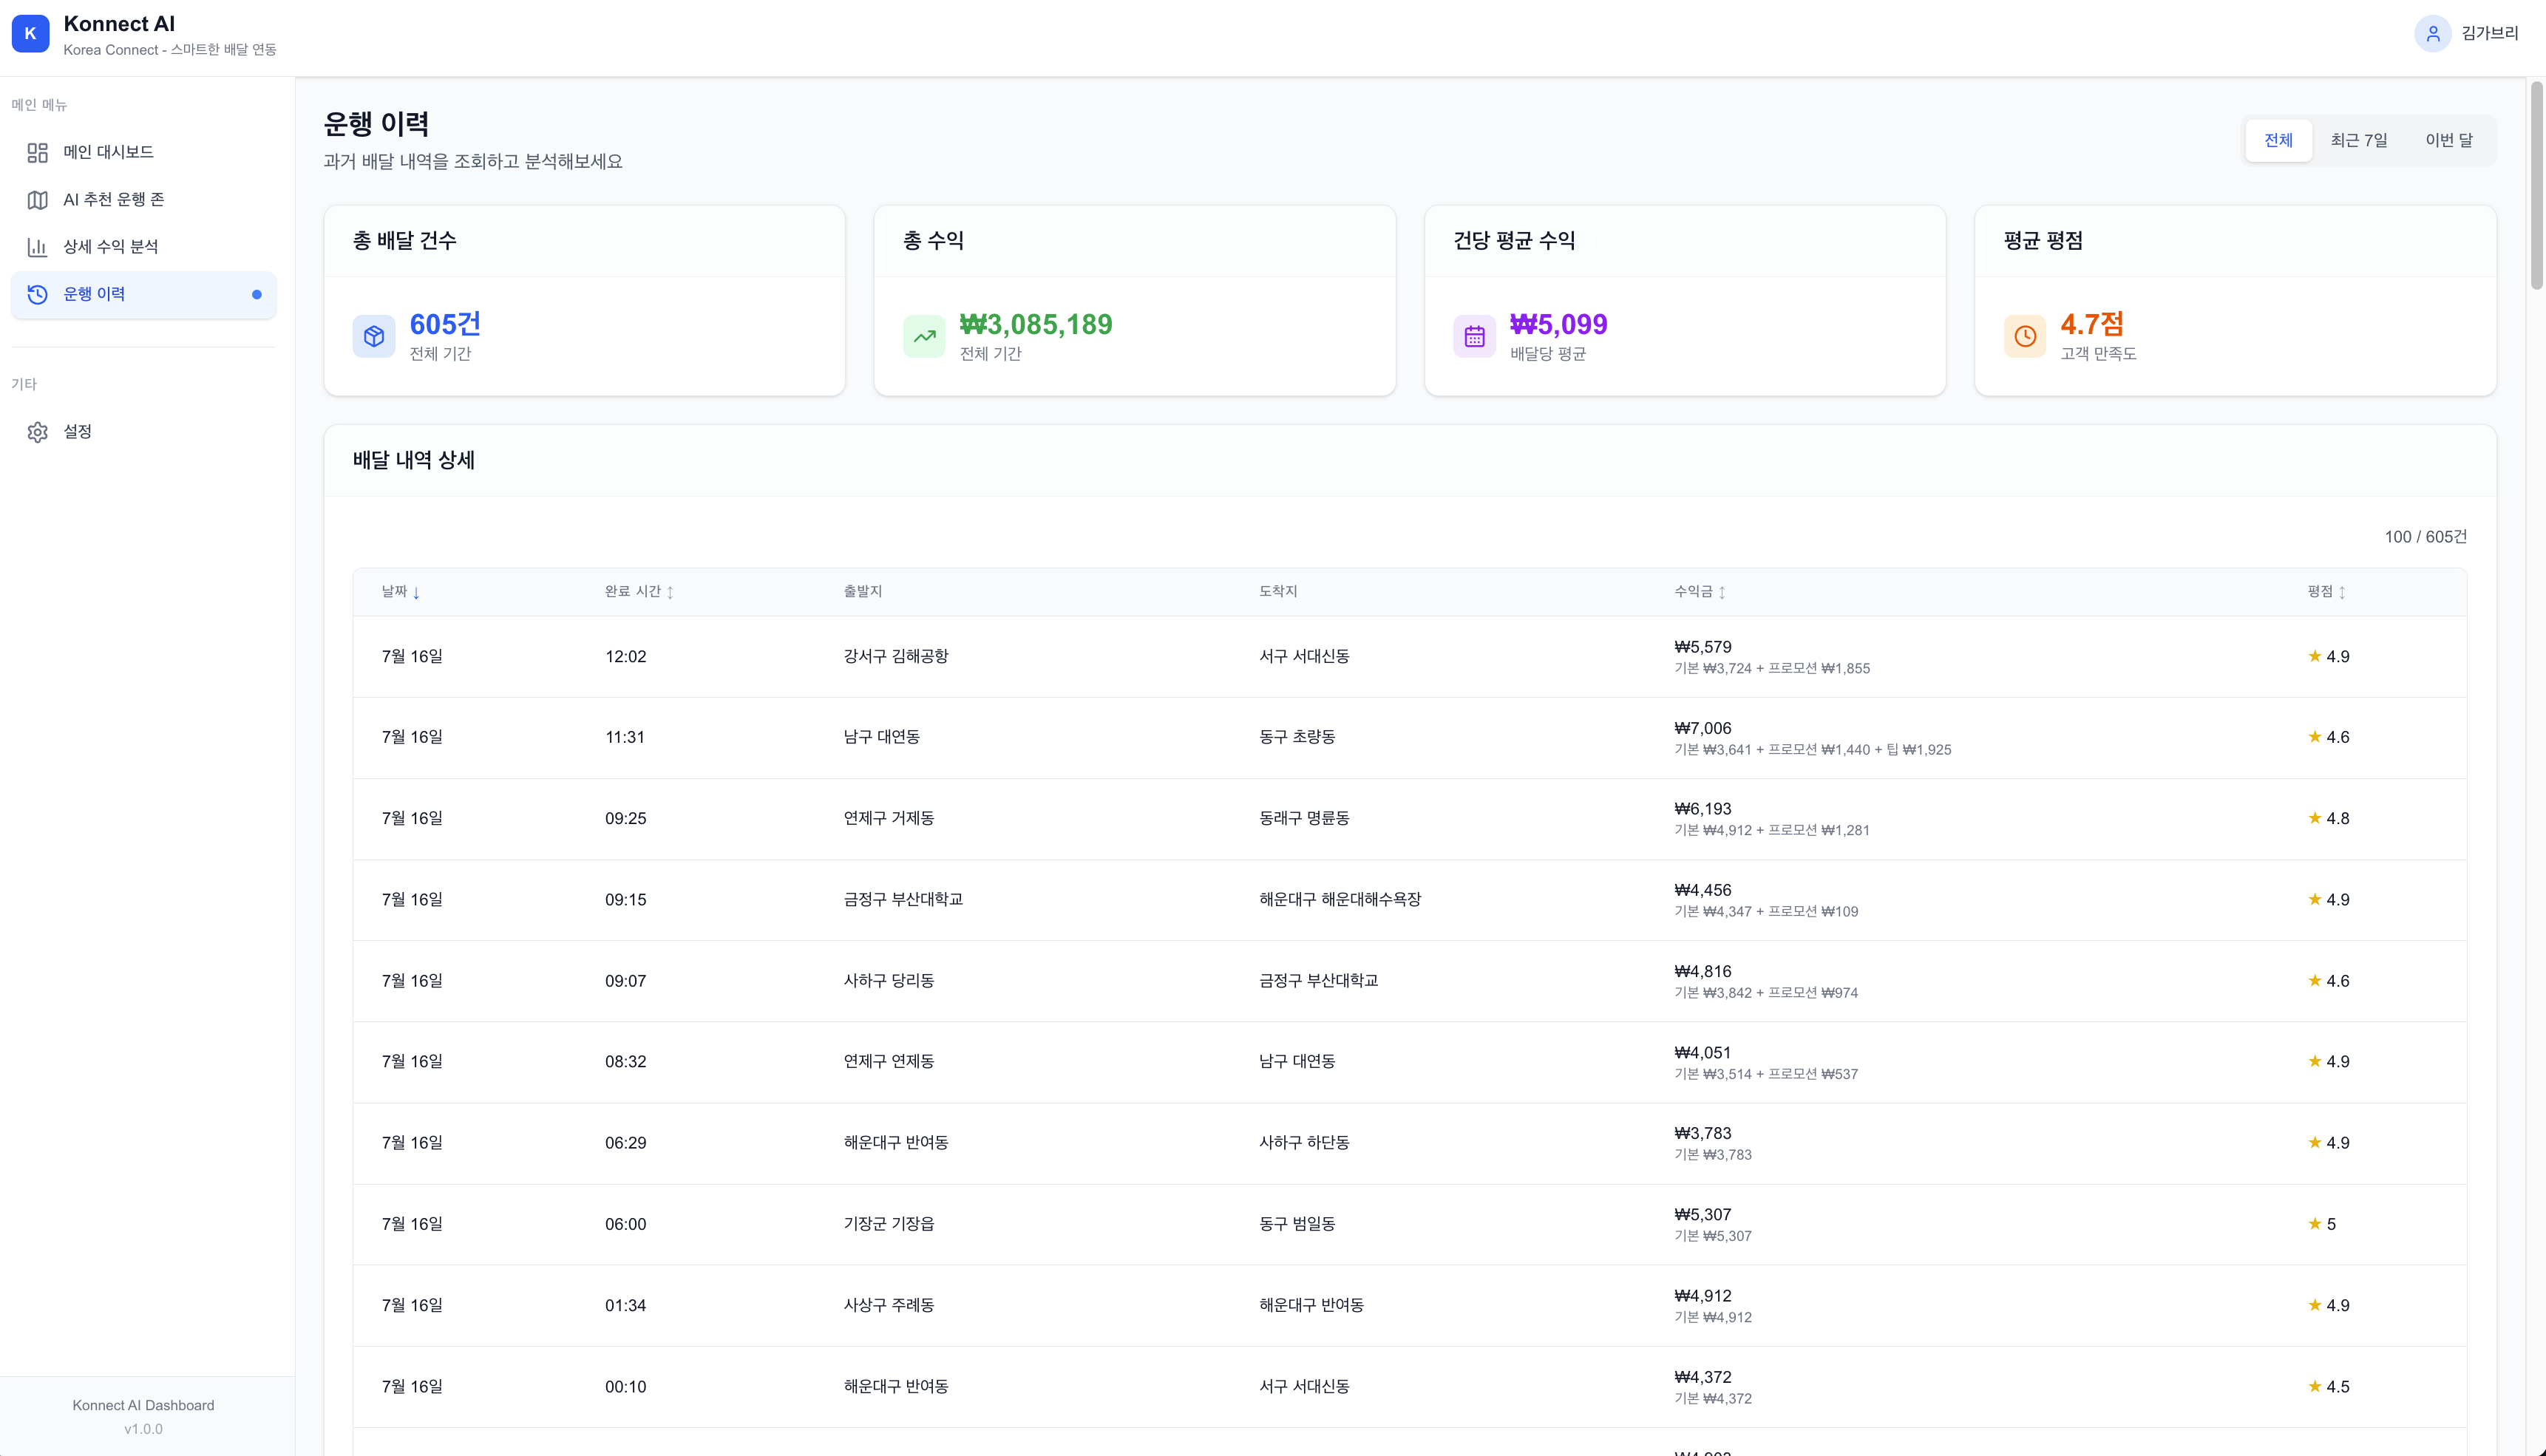 K
Konnect AI
Korea Connect - 스마트한 배달 연동
김가브리
메인 메뉴
메인 대시보드
AI 추천 운행 존
상세 수익 분석
운행 이력
기타
설정
Konnect AI Dashboard
v1.0.0
운행 이력
과거 배달 내역을 조회하고 분석해보세요
전체 최근 7일 이번 달
총 배달 건수
605건
전체 기간
총 수익
₩3,085,189
전체 기간
건당 평균 수익
₩5,099
배달당 평균
평균 평점
4.7점
고객 만족도
배달 내역 상세
100 / 605건
날짜 ↓ 완료 시간 ↕ 출발지 도착지 수익금 ↕ 평점 ↕
7월 16일 12:02 강서구 김해공항 서구 서대신동 ₩5,579 ★ 4.9
기본 ₩3,724 + 프로모션 ₩1,855
7월 16일 11:31 남구 대연동 동구 초량동 ₩7,006 ★ 4.6
기본 ₩3,641 + 프로모션 ₩1,440 + 팁 ₩1,925
7월 16일 09:25 연제구 거제동 동래구 명륜동 ₩6,193 ★ 4.8
기본 ₩4,912 + 프로모션 ₩1,281
7월 16일 09:15 금정구 부산대학교 해운대구 해운대해수욕장 ₩4,456 ★ 4.9
기본 ₩4,347 + 프로모션 ₩109
7월 16일 09:07 사하구 당리동 금정구 부산대학교 ₩4,816 ★ 4.6
기본 ₩3,842 + 프로모션 ₩974
7월 16일 08:32 연제구 연제동 남구 대연동 ₩4,051 ★ 4.9
기본 ₩3,514 + 프로모션 ₩537
7월 16일 06:29 해운대구 반여동 사하구 하단동 ₩3,783 ★ 4.9
기본 ₩3,783
7월 16일 06:00 기장군 기장읍 동구 범일동 ₩5,307 ★ 5
기본 ₩5,307
7월 16일 01:34 사상구 주례동 해운대구 반여동 ₩4,912 ★ 4.9
기본 ₩4,912
7월 16일 00:10 해운대구 반여동 서구 서대신동 ₩4,372 ★ 4.5
기본 ₩4,372